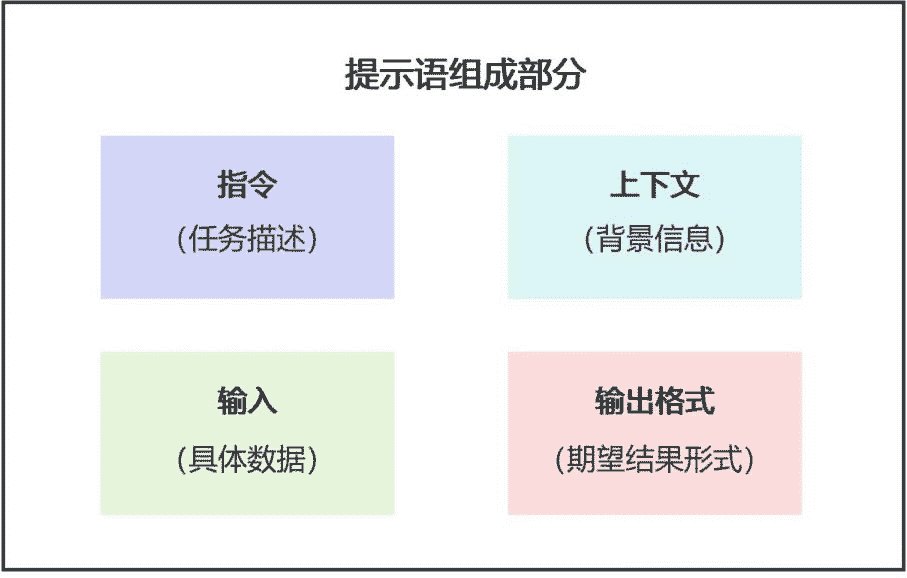 提示语组成部分
指令
（任务描述）
上下文
（背景信息）
输入
（具体数据）
输出格式
（期望结果形式）